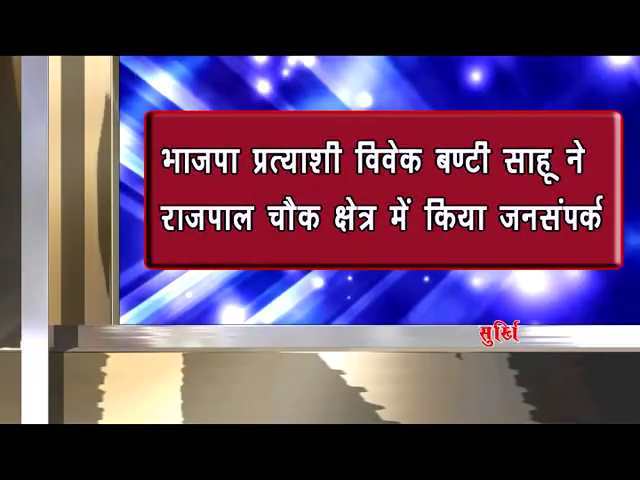 भाजपा प्रत्याशी विवेक बण्टी साहू ने
राजपाल चौक क्षेत्र में किया जनसंपर्क
सुर्खि